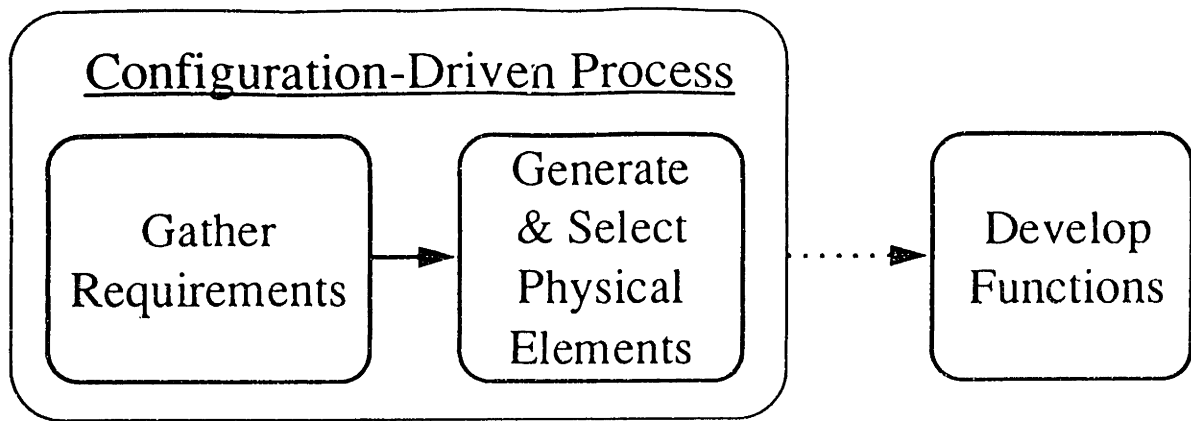 Configuration-Driven Process
Gather
Requirements
Generate
& Select
Physical
Elements
Develop
Functions